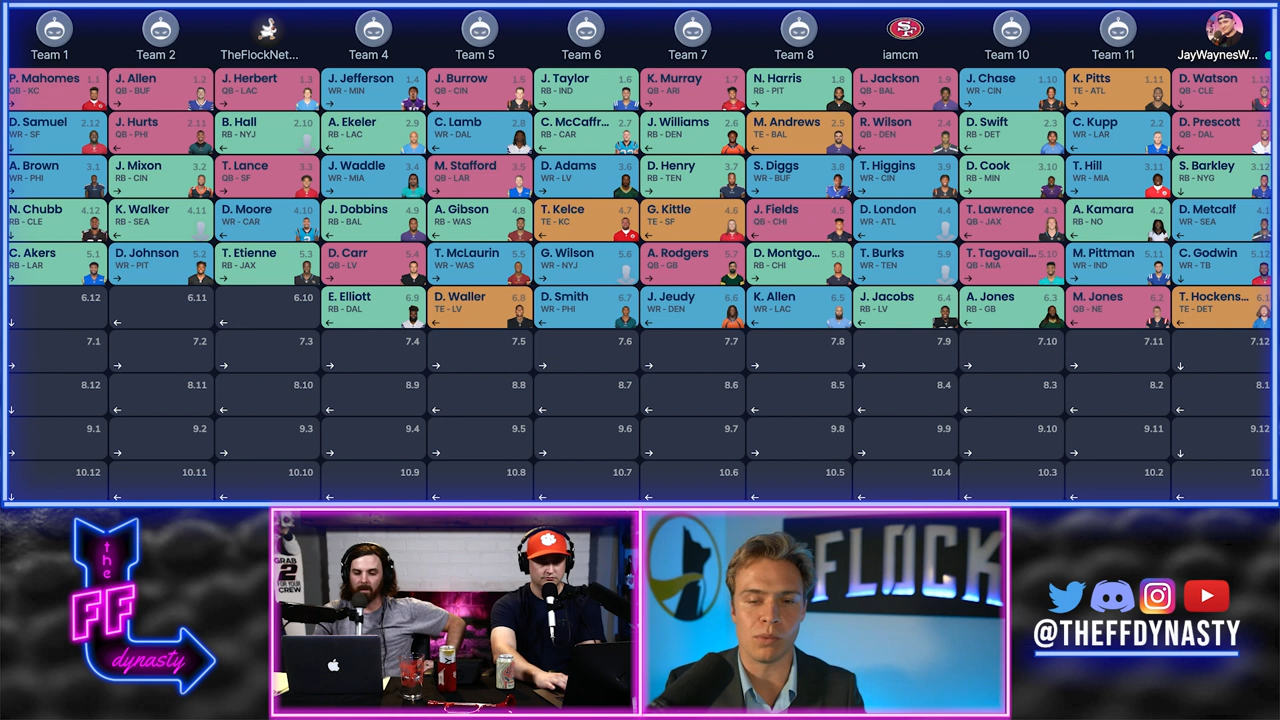 Team 1 Team 2 TheFlockNet... Team 4 Team 5 Team 6 Team 7 Team 8 iamcm Team 10 Team 11 JayWaynesW...
P. Mahomes 1.1 J. Allen 1.2 J. Herbert 1.3 J. Jefferson 1.4 J. Burrow 1.5 J. Taylor 1.6 K. Murray 1.7 N. Harris 1.8 L. Jackson 1.9 J. Chase 1.10 K. Pitts 1.11 D. Watson 1.12
QB - KC QB - BUF QB - LAC WR - MIN QB - CIN RB - IND QB - ARI RB - PIT QB - BAL WR - CIN TE - ATL QB - CLE
D. Samuel 2.12 J. Hurts 2.11 B. Hall 2.10 A. Ekeler 2.9 C. Lamb 2.8 C. McCaffr... 2.7 J. Williams 2.6 M. Andrews 2.5 R. Wilson 2.4 D. Swift 2.3 C. Kupp 2.2 D. Prescott 2.1
WR - SF QB - PHI RB - NYJ RB - LAC WR - DAL RB - CAR RB - DEN TE - BAL QB - DEN RB - DET WR - LAR QB - DAL
A. Brown 3.1 J. Mixon 3.2 T. Lance 3.3 J. Waddle 3.4 M. Stafford 3.5 D. Adams 3.6 D. Henry 3.7 S. Diggs 3.8 T. Higgins 3.9 D. Cook 3.10 T. Hill 3.11 S. Barkley 3.12
WR - PHI RB - CIN QB - SF WR - MIA QB - LAR WR - LV RB - TEN WR - BUF WR - CIN RB - MIN WR - MIA RB - NYG
N. Chubb 4.12 K. Walker 4.11 D. Moore 4.10 J. Dobbins 4.9 A. Gibson 4.8 T. Kelce 4.7 G. Kittle 4.6 J. Fields 4.5 D. London 4.4 T. Lawrence 4.3 A. Kamara 4.2 D. Metcalf 4.1
RB - CLE RB - SEA WR - CAR RB - BAL RB - WAS TE - KC TE - SF QB - CHI WR - ATL QB - JAX RB - NO WR - SEA
C. Akers 5.1 D. Johnson 5.2 T. Etienne 5.3 D. Carr 5.4 T. McLaurin 5.5 G. Wilson 5.6 A. Rodgers 5.7 D. Montgo... 5.8 T. Burks 5.9 T. Tagovail... 5.10 M. Pittman 5.11 C. Godwin 5.12
RB - LAR WR - PIT RB - JAX QB - LV WR - WAS WR - NYJ QB - GB RB - CHI WR - TEN QB - MIA WR - IND WR - TB
6.12 6.11 6.10 E. Elliott 6.9 D. Waller 6.8 D. Smith 6.7 J. Jeudy 6.6 K. Allen 6.5 J. Jacobs 6.4 A. Jones 6.3 M. Jones 6.2 T. Hockens... 6.1
RB - DAL TE - LV WR - PHI WR - DEN WR - LAC RB - LV RB - GB QB - NE TE - DET
7.1 7.2 7.3 7.4 7.5 7.6 7.7 7.8 7.9 7.10 7.11 7.12
8.12 8.11 8.10 8.9 8.8 8.7 8.6 8.5 8.4 8.3 8.2 8.1
9.1 9.2 9.3 9.4 9.5 9.6 9.7 9.8 9.9 9.10 9.11 9.12
10.12 10.11 10.10 10.9 10.8 10.7 10.6 10.5 10.4 10.3 10.2 10.1
the
FF
dynasty
GRAB
2
FOR YOUR
CREW
FLOCK
@THEFFDYNASTY